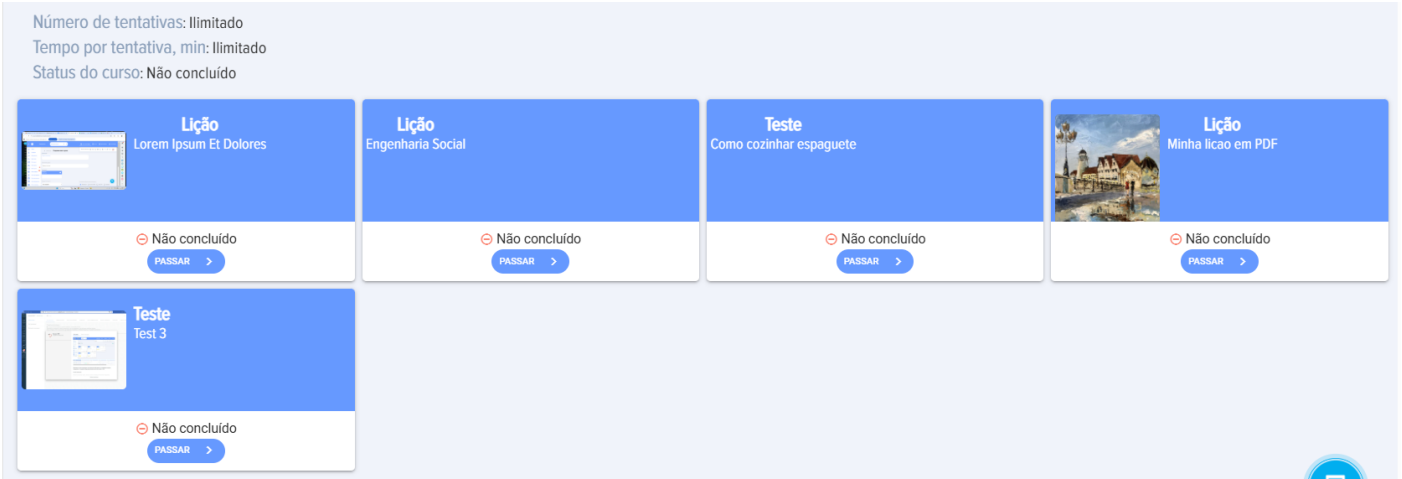 Número de tentativas: Ilimitado
Tempo por tentativa, min: Ilimitado
Status do curso: Não concluído
Lição
Lorem Ipsum Et Dolores
Não concluído
PASSAR
Lição
Engenharia Social
Não concluído
PASSAR
Teste
Como cozinhar espaguete
Não concluído
PASSAR
Lição
Minha licao em PDF
Não concluído
PASSAR
Teste
Test 3
Não concluído
PASSAR